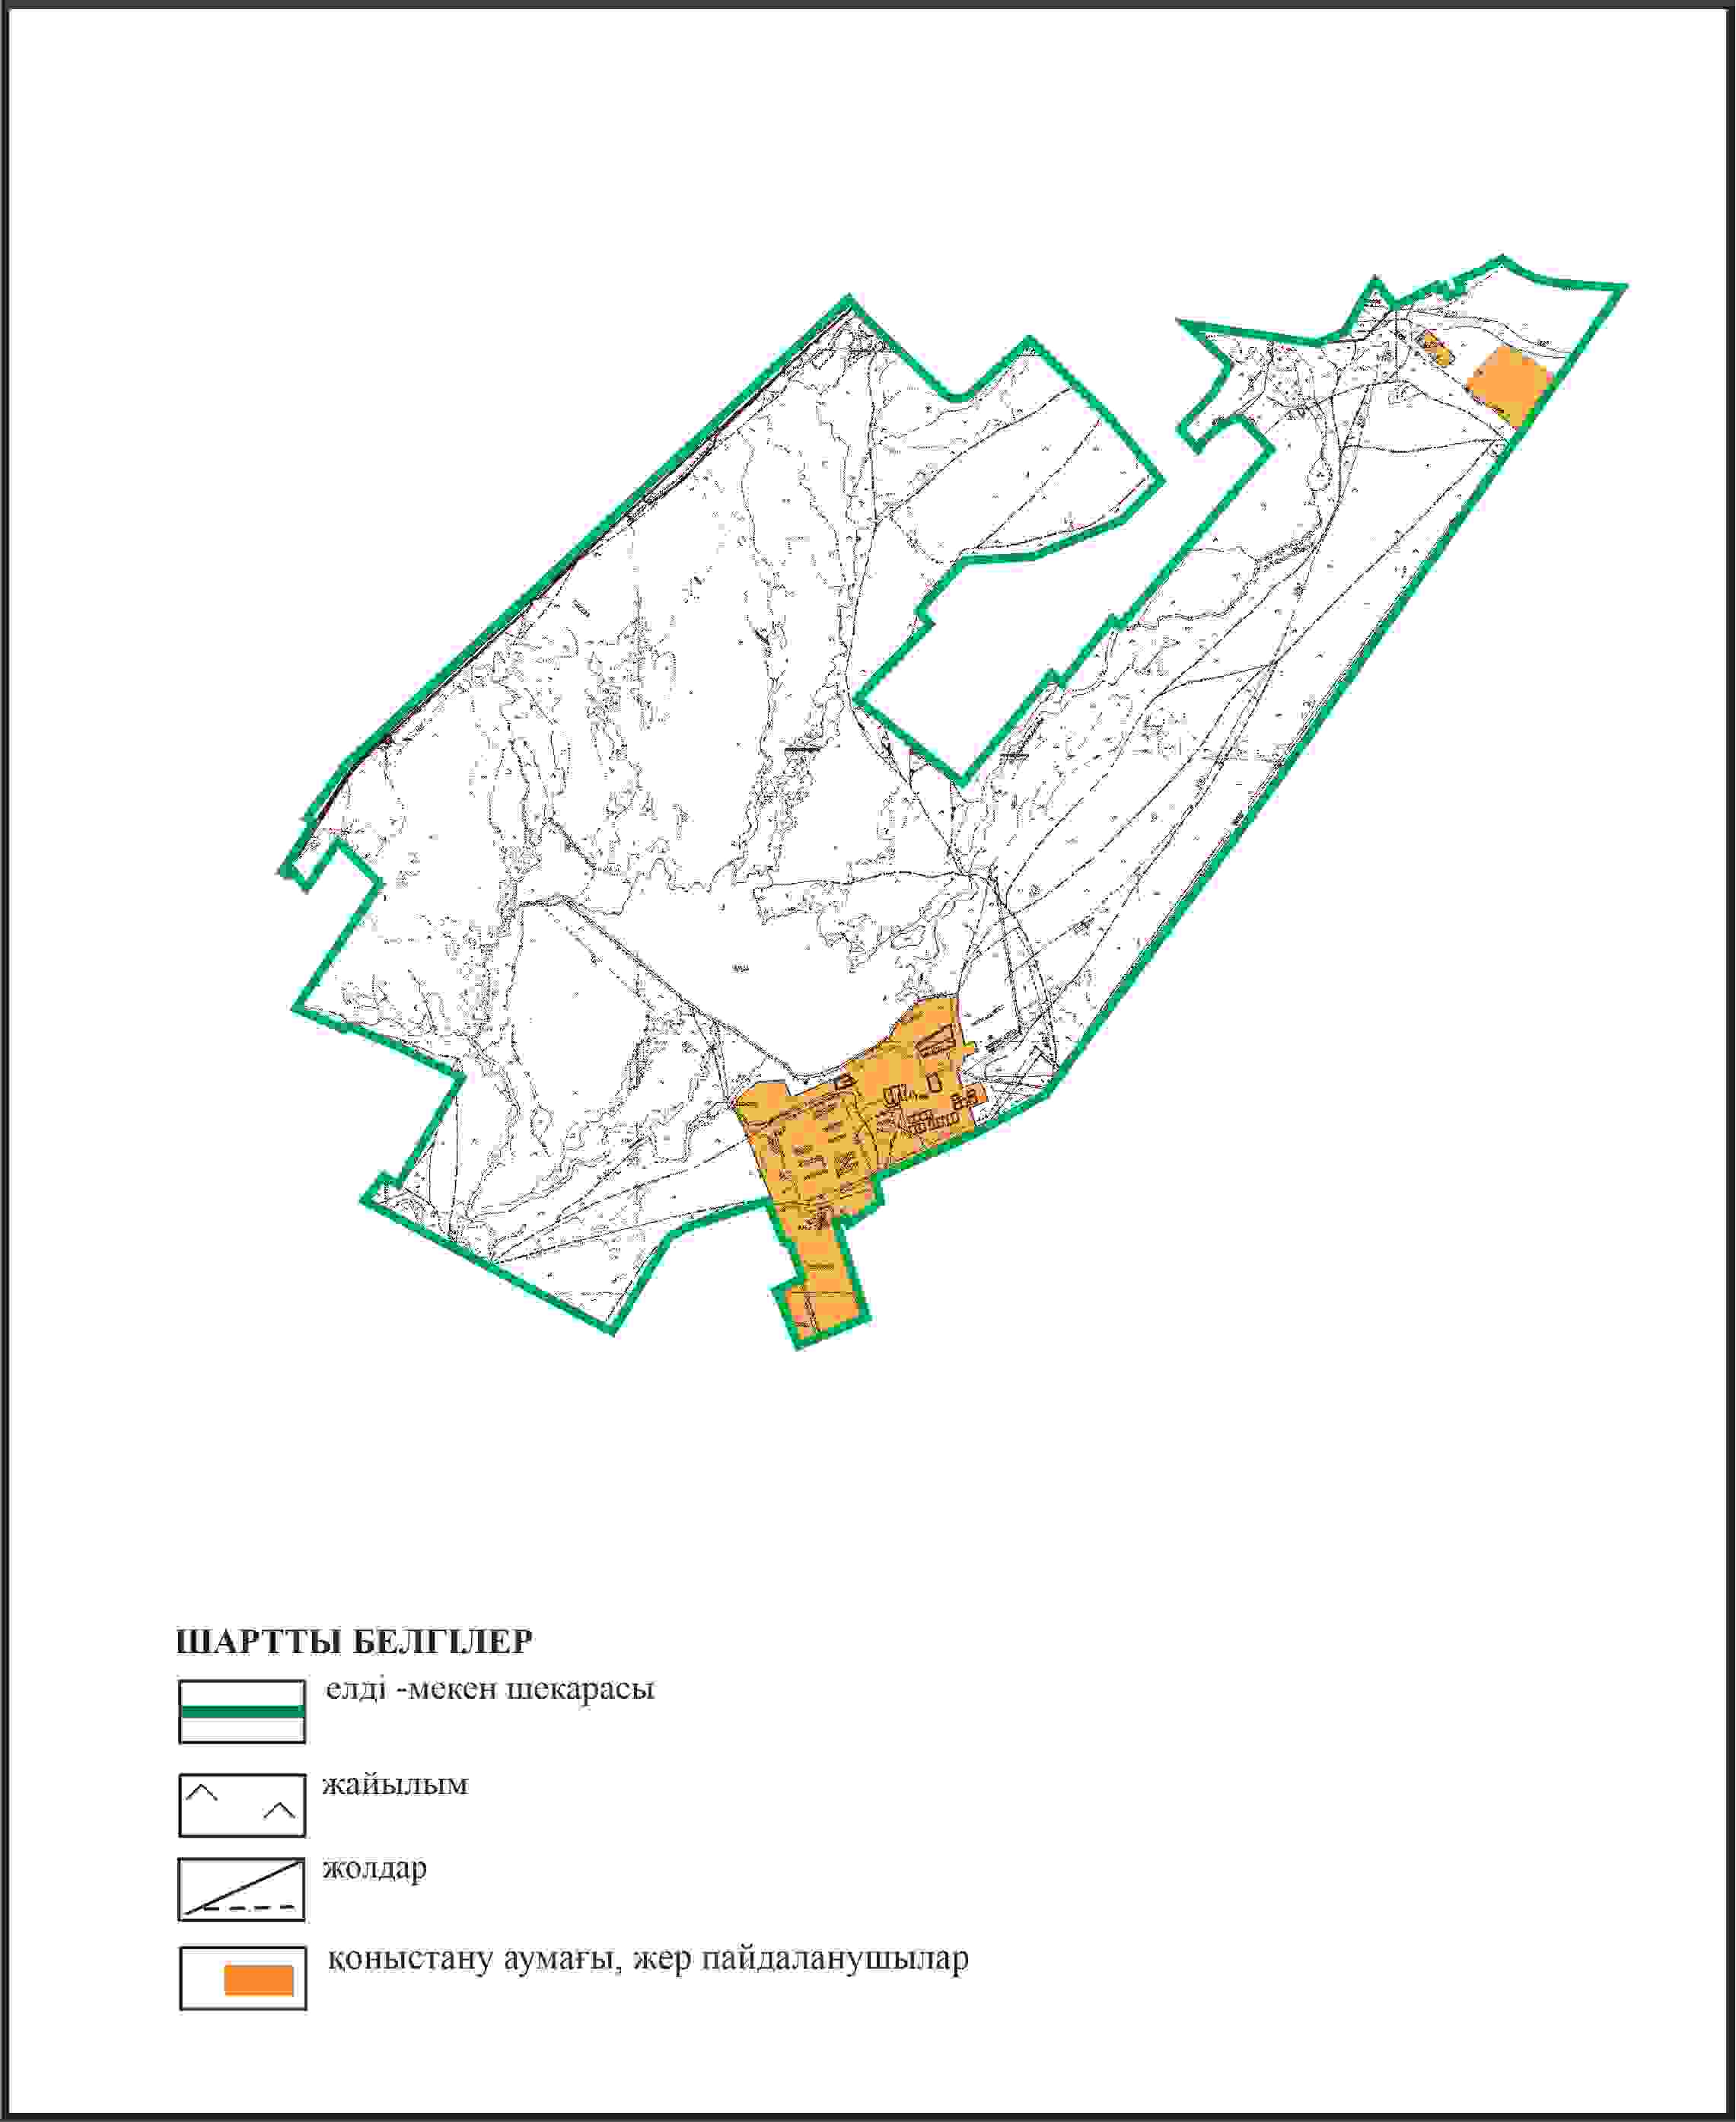 ШАРТТЫ БЕЛГІЛЕР
елді -мекен шекарасы
жайылым
жолдар
қоныстану аумағы, жер пайдаланушылар